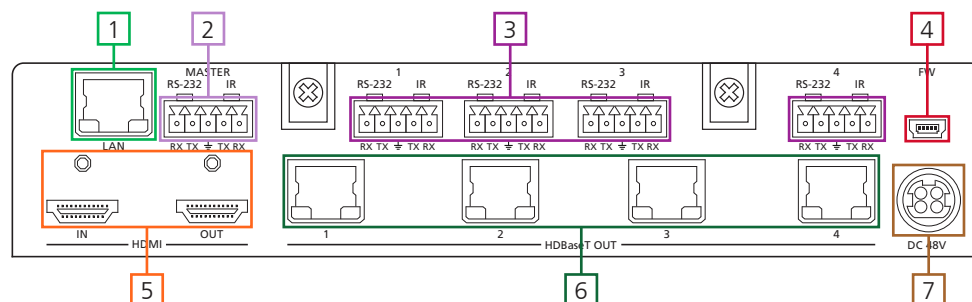 1 2 3 4
MASTER 1 2 3 4 FW
RS-232 IR RS-232 IR RS-232 IR RS-232 IR RS-232 IR
LAN
RX TX TX RX RX TX TX RX RX TX TX RX RX TX TX RX RX TX TX RX
IN OUT 1 2 3 4
HDMI HDBaseT OUT DC 48V
5 6 7